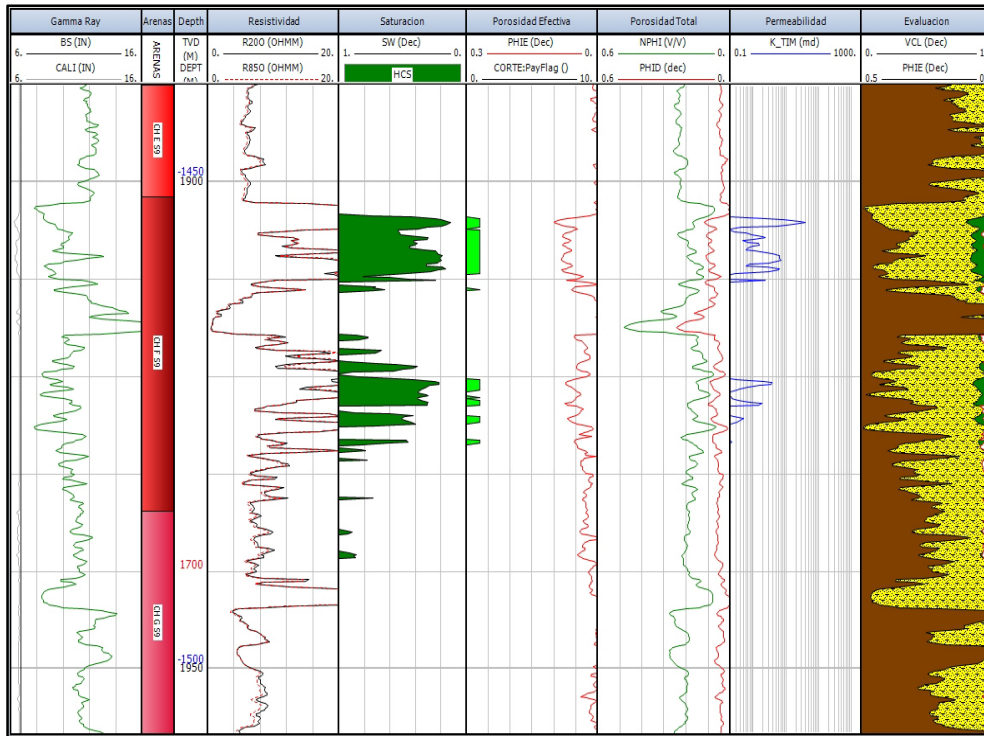 Gamma Ray Arenas Depth Resistividad Saturacion Porosidad Efectiva Porosidad Total Permeabilidad Evaluacion
BS (IN) TVD R200 (OHMM) SW (Dec) PHIE (Dec) NPHI (V/V) K_TIM (md) VCL (Dec)
6. 16. ARENAS (M) 0. 20. 1. 0. 0.3 0. 0.6 0. 0.1 1000. 0. 1
CALI (IN) DEPT R850 (OHMM) HCS CORTE:PayFlag () PHID (dec) PHIE (Dec)
6. 16. 0. 20. 0. 10. 0.6 0. 0.5 0
CH E S9
-1450
1900
CH F S9
1700
CH G S9
-1500
1950